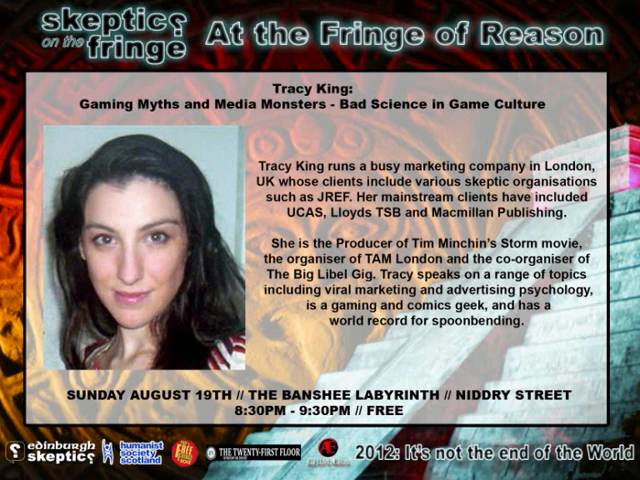 skeptics
on the fringe
At the Fringe of Reason
Tracy King:
Gaming Myths and Media Monsters - Bad Science in Game Culture
Tracy King runs a busy marketing company in London,
UK whose clients include various skeptic organisations
such as JREF. Her mainstream clients have included
UCAS, Lloyds TSB and Macmillan Publishing.
She is the Producer of Tim Minchin's Storm movie,
the organiser of TAM London and the co-organiser of
The Big Libel Gig. Tracy speaks on a range of topics
including viral marketing and advertising psychology,
is a gaming and comics geek, and has a
world record for spoonbending.
SUNDAY AUGUST 19TH // THE BANSHEE LABYRINTH // NIDDRY STREET
8:30PM - 9:30PM // FREE
edinburgh
skeptics
humanist
society
scotland
FREE
THE TWENTY-FIRST FLOOR
2012: It's not the end of the World